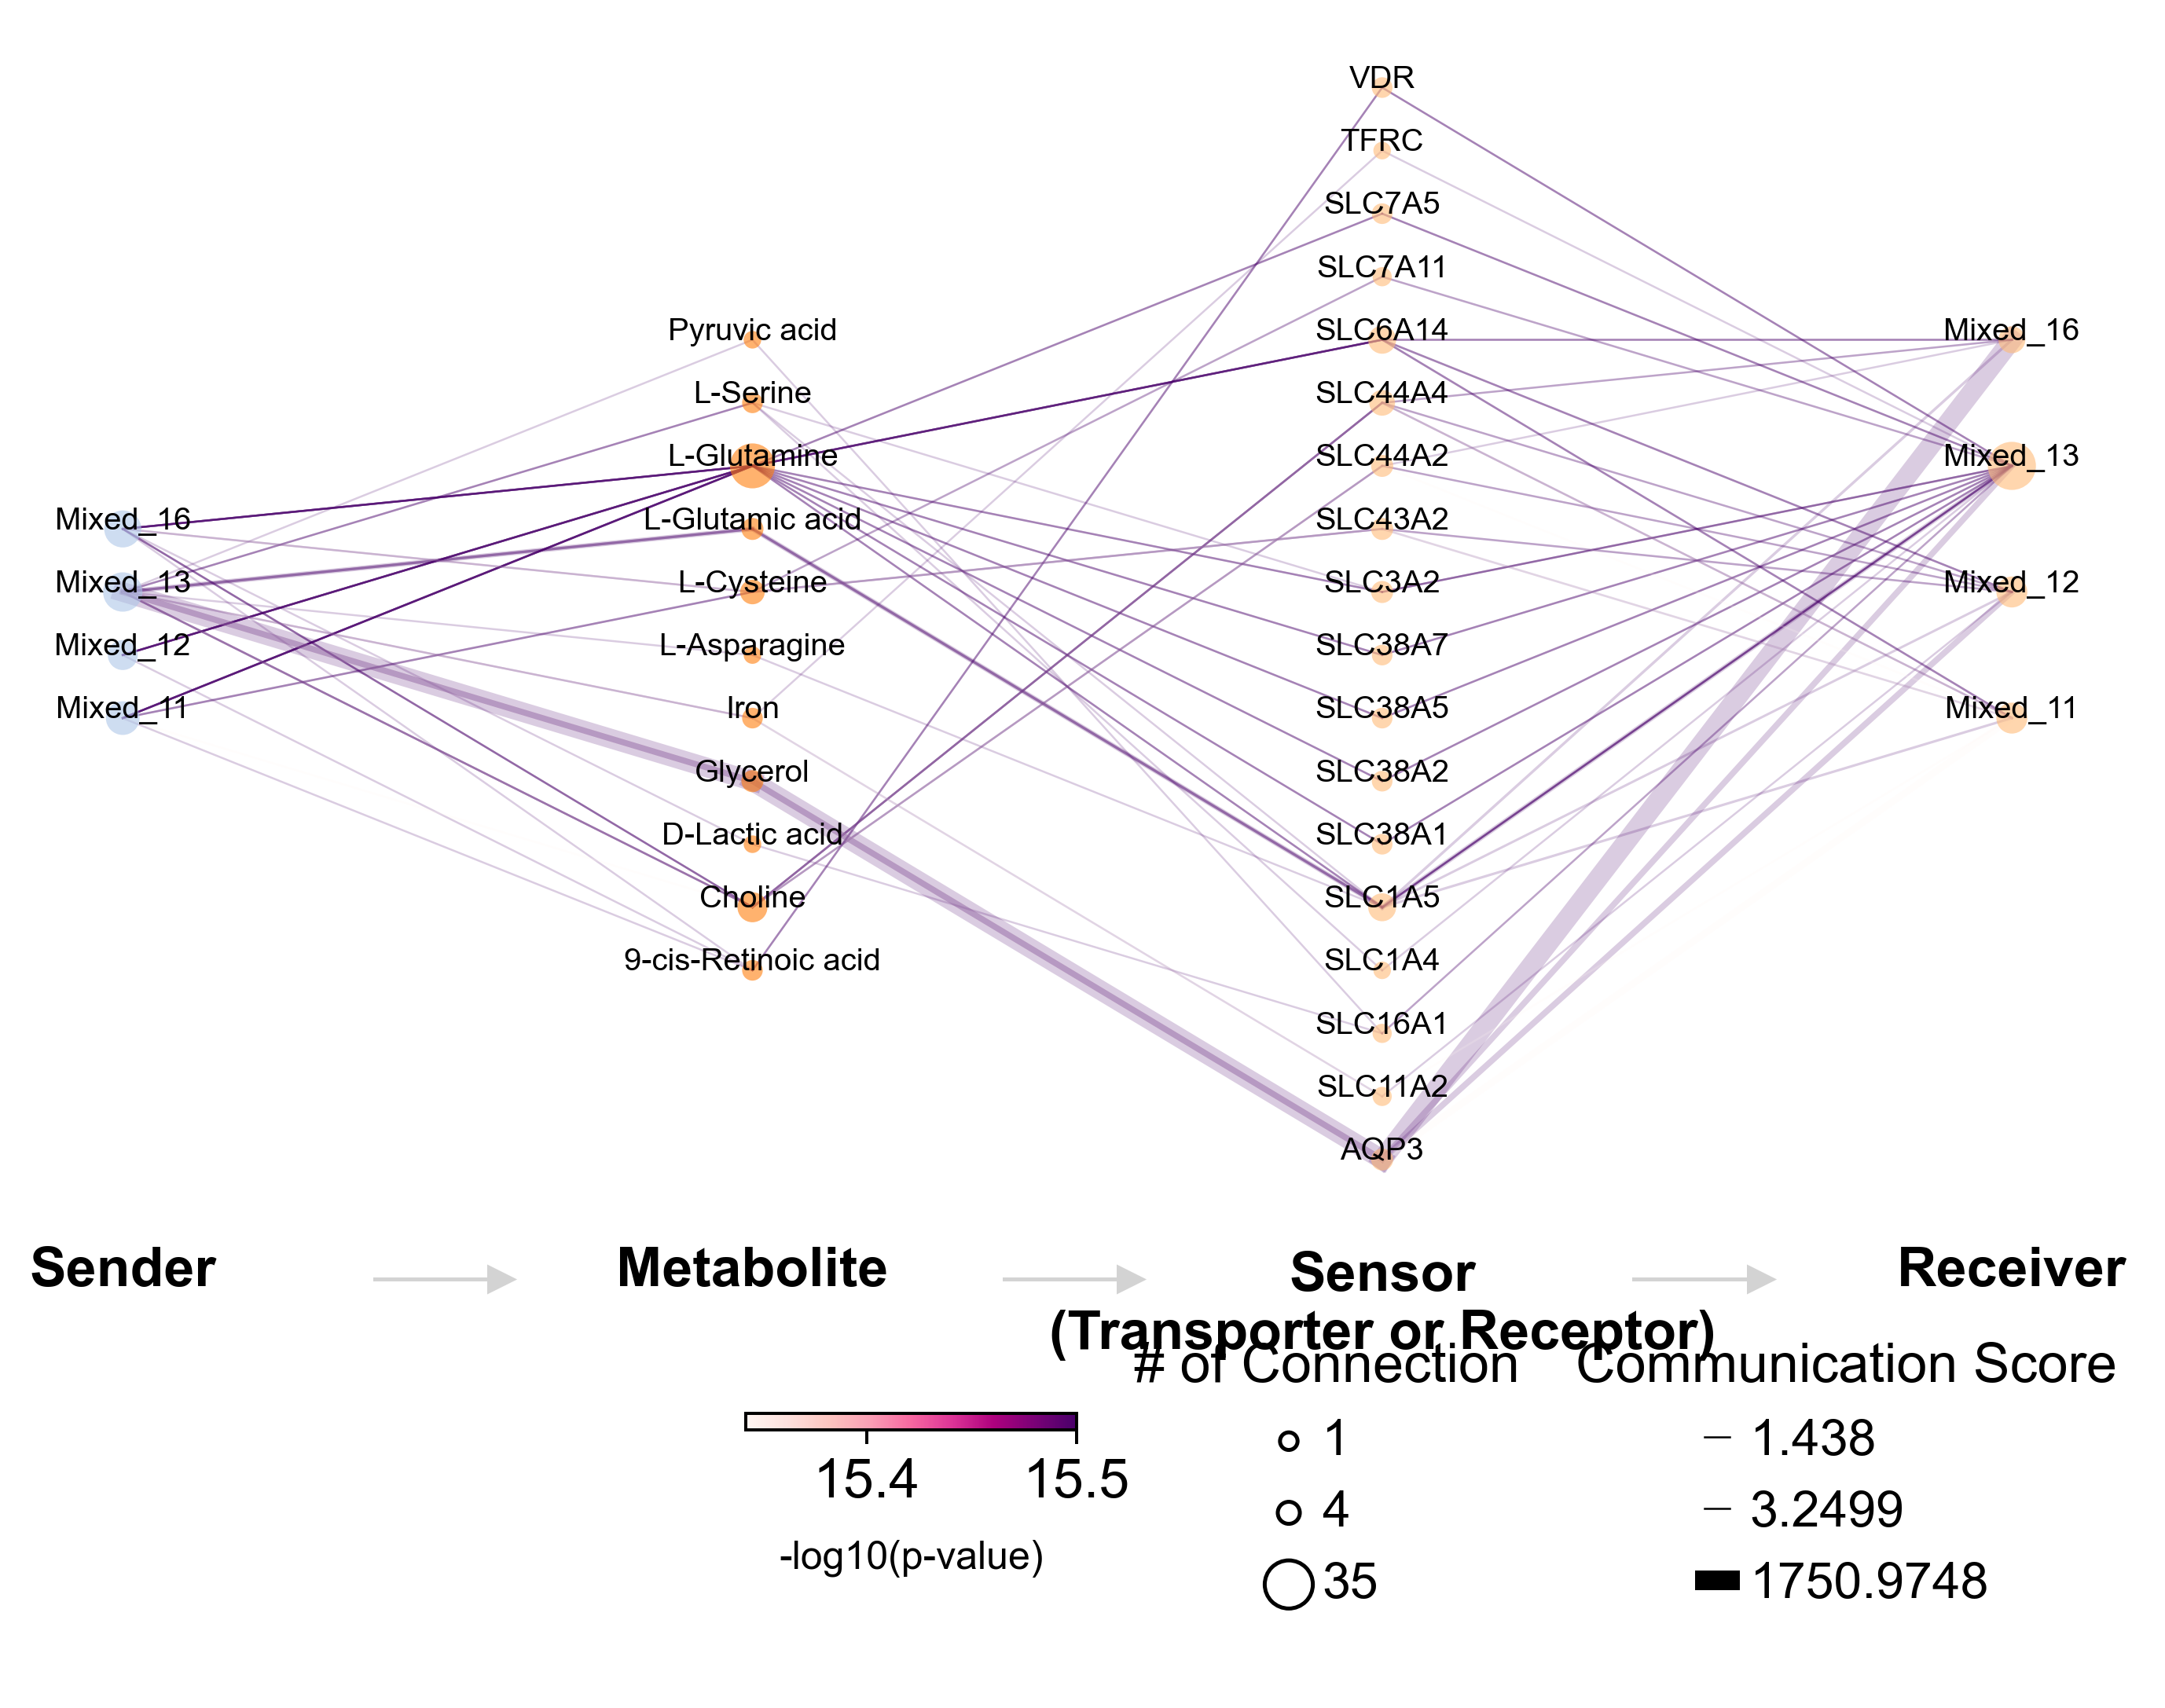 VDR
TFRC
SLC7A5
SLC7A11
SLC6A14
SLC44A4
SLC44A2
SLC43A2
SLC3A2
SLC38A7
SLC38A5
SLC38A2
SLC38A1
SLC1A5
SLC1A4
SLC16A1
SLC11A2
AQP3
Pyruvic acid
L-Serine
L-Glutamine
L-Glutamic acid
L-Cysteine
L-Asparagine
Iron
Glycerol
D-Lactic acid
Choline
9-cis-Retinoic acid
Mixed_16
Mixed_13
Mixed_12
Mixed_11
Mixed_16
Mixed_13
Mixed_12
Mixed_11
Sender
Metabolite
Sensor
(Transporter or Receptor)
Receiver
15.4
15.5
-log10(p-value)
# of Connection
1
4
35
Communication Score
1.438
3.2499
1750.9748